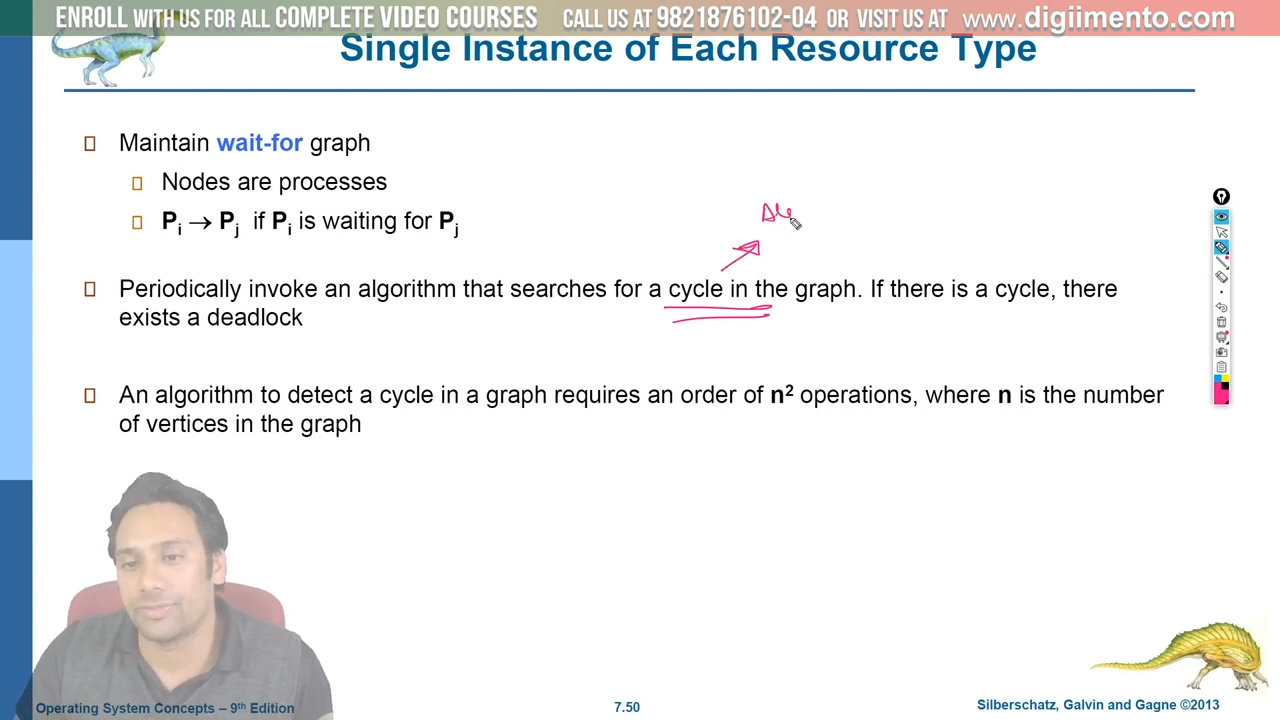 ENROLL WITH US FOR ALL COMPLETE VIDEO COURSES CALL US AT 9821876102-04 OR VISIT US AT www.digiimento.com
Single Instance of Each Resource Type
Maintain wait-for graph
Nodes are processes
Pi → Pj if Pi is waiting for Pj
Periodically invoke an algorithm that searches for a cycle in the graph. If there is a cycle, there
exists a deadlock
An algorithm to detect a cycle in a graph requires an order of n² operations, where n is the number
of vertices in the graph
Operating System Concepts – 9th Edition
7.50
Silberschatz, Galvin and Gagne ©2013